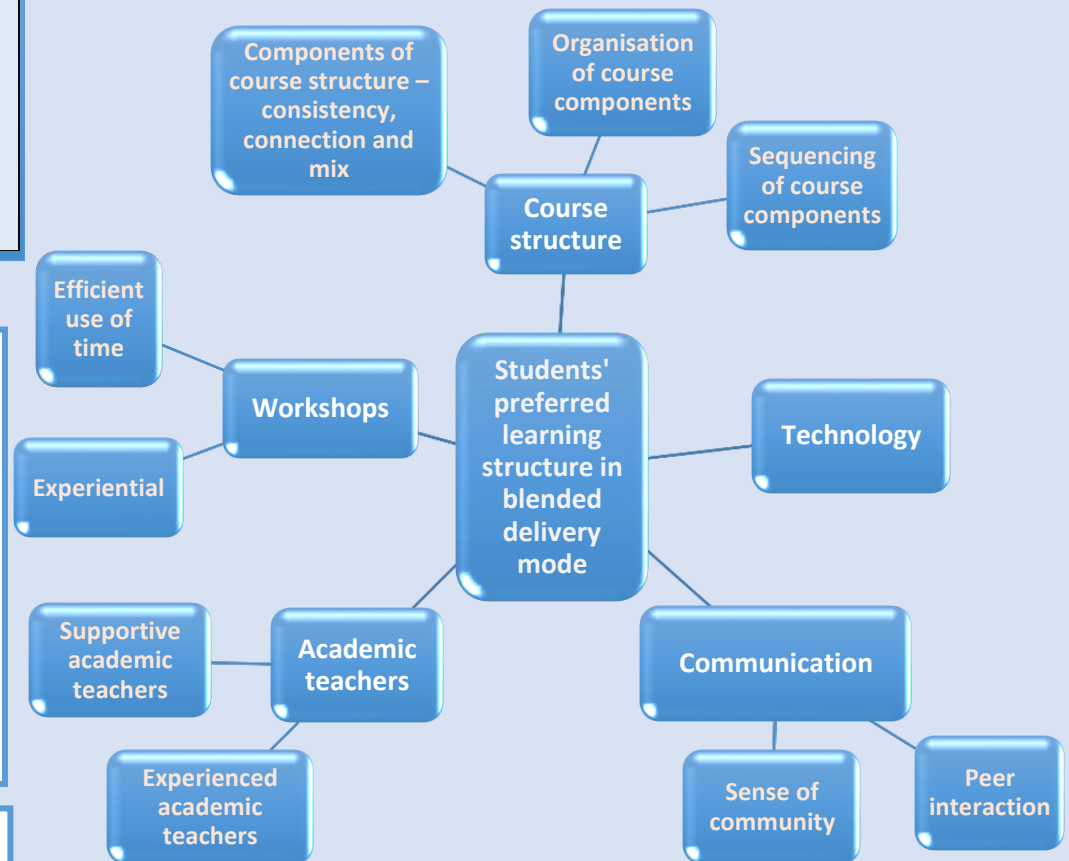 Components of
course structure –
consistency,
connection and
mix
Organisation
of course
components
Sequencing
of course
components
Course
structure
Efficient
use of
time
Workshops
Experiential
Students'
preferred
learning
structure in
blended
delivery
mode
Technology
Supportive
academic
teachers
Academic
teachers
Experienced
academic
teachers
Communication
Sense of
community
Peer
interaction